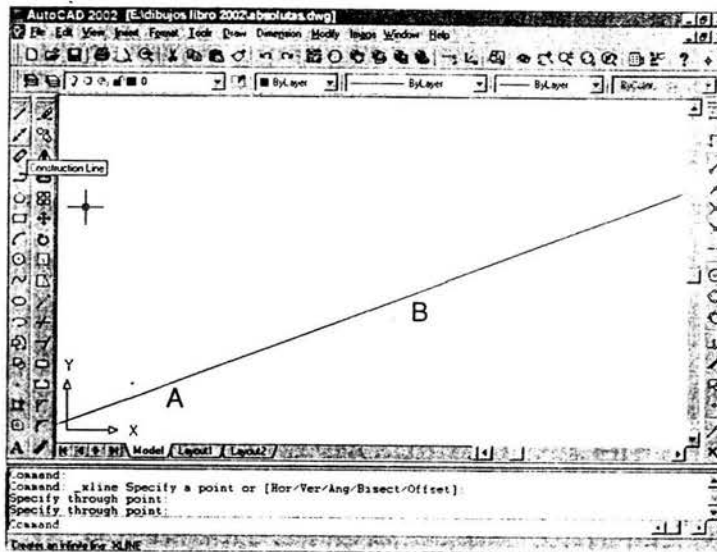 AutoCAD 2002 [E:\dibujos libro 2002\absolutas.dwg]
File Edit View Insert Format Tools Draw Dimension Modify Image Window Help
0 ByLayer ByLayer ByLayer ByColor
Construction Line
B
A
Y
X
Model Layout1 Layout2
Command:
Command: _xline Specify a point or [Hor/Ver/Ang/Bisect/Offset]:
Specify through point:
Specify through point:
Command
Creates an infinite line: XLINE